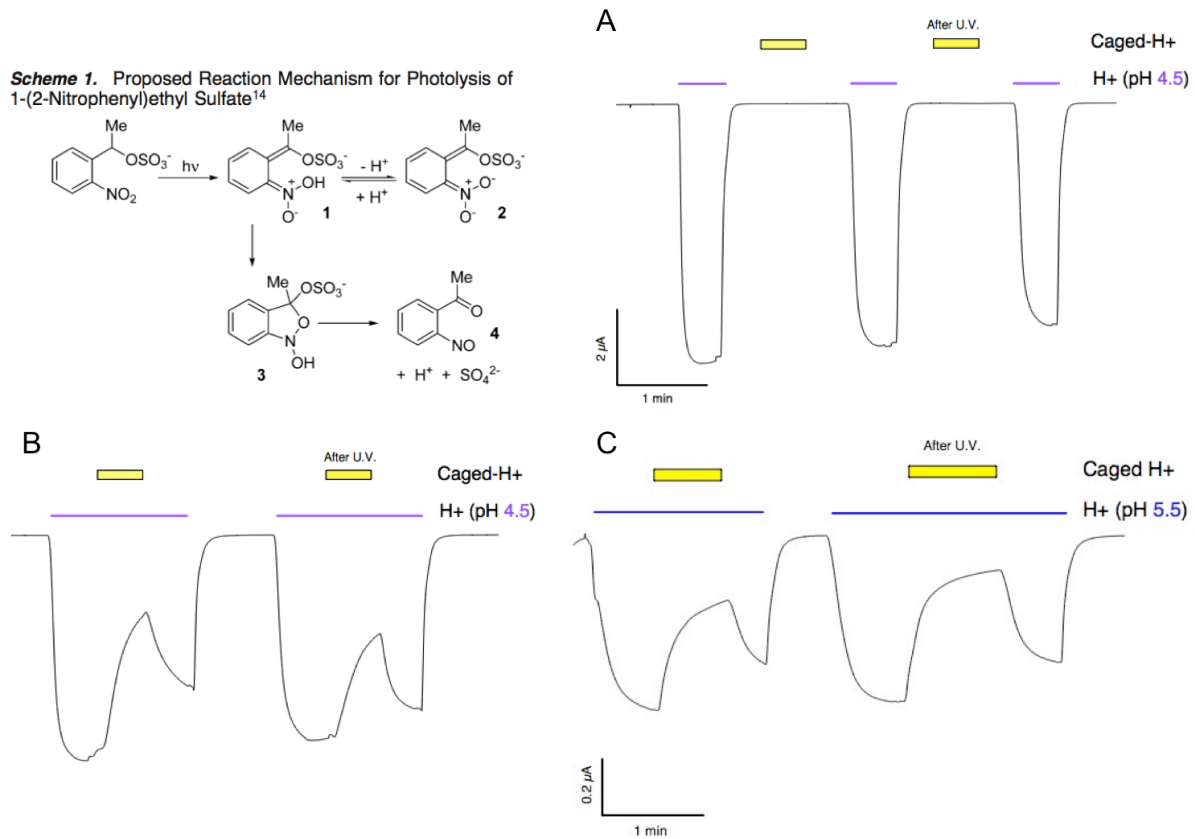 Scheme 1. Proposed Reaction Mechanism for Photolysis of
1-(2-Nitrophenyl)ethyl Sulfate¹⁴
Me
OSO₃⁻
NO₂
hν
Me
OSO₃⁻
N⁺
OH
O⁻
1
- H⁺
+ H⁺
Me
OSO₃⁻
N⁺
O⁻
O⁻
2
Me
OSO₃⁻
O
N
OH
3
Me
O
NO
4
+ H⁺ + SO₄²⁻
A
After U.V.
Caged-H+
H+ (pH 4.5)
2 µA
1 min
B
After U.V.
Caged-H+
H+ (pH 4.5)
C
After U.V.
Caged H+
H+ (pH 5.5)
0.2 µA
1 min